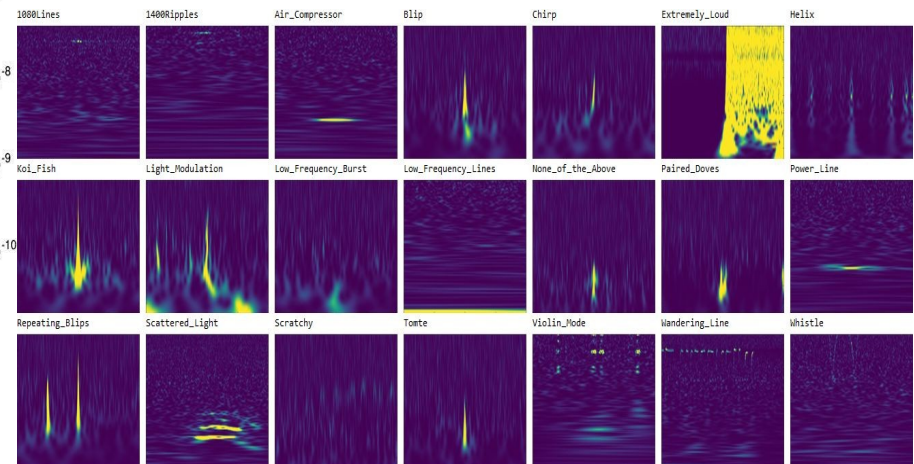 1080Lines 1400Ripples Air_Compressor Blip Chirp Extremely_Loud Helix
-8
-9
Koi_Fish Light_Modulation Low_Frequency_Burst Low_Frequency_Lines None_of_the_Above Paired_Doves Power_Line
-10
Repeating_Blips Scattered_Light Scratchy Tomte Violin_Mode Wandering_Line Whistle